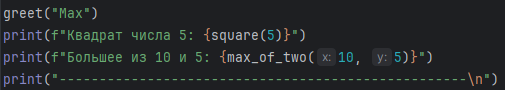 greet("Max")
print(f"Квадрат числа 5: {square(5)}")
print(f"Большее из 10 и 5: {max_of_two( x: 10, y: 5)}")
print("---------------------------------------------------\n")